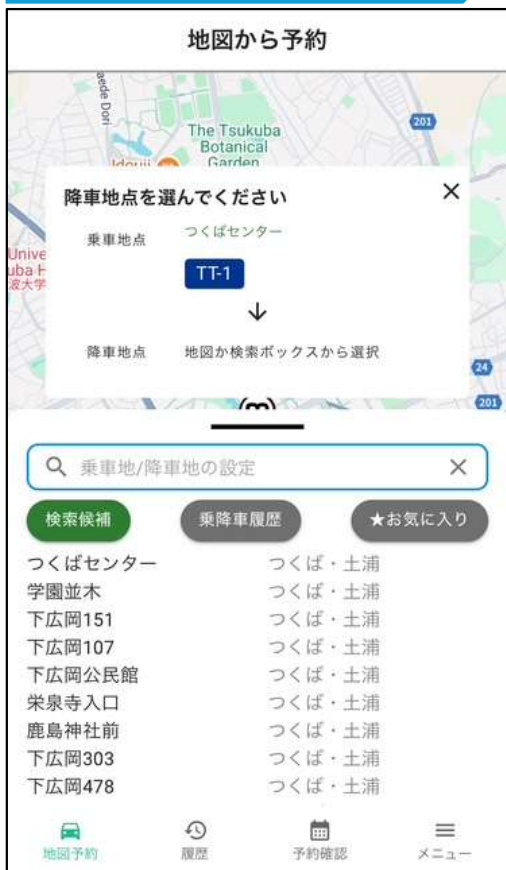 地図から予約
aede Dori
The Tsukuba
Botanical
Garden
201
降車地点を選んでください
乗車地点 つくばセンター
TT-1
Unive
uba H
波大学
降車地点 地図か検索ボックスから選択
24
201
乗車地/降車地の設定
検索候補 乗降車履歴 ★お気に入り
つくばセンター つくば・土浦
学園並木 つくば・土浦
下広岡151 つくば・土浦
下広岡107 つくば・土浦
下広岡公民館 つくば・土浦
栄泉寺入口 つくば・土浦
鹿島神社前 つくば・土浦
下広岡303 つくば・土浦
下広岡478 つくば・土浦
地図予約 履歴 予約確認 メニュー